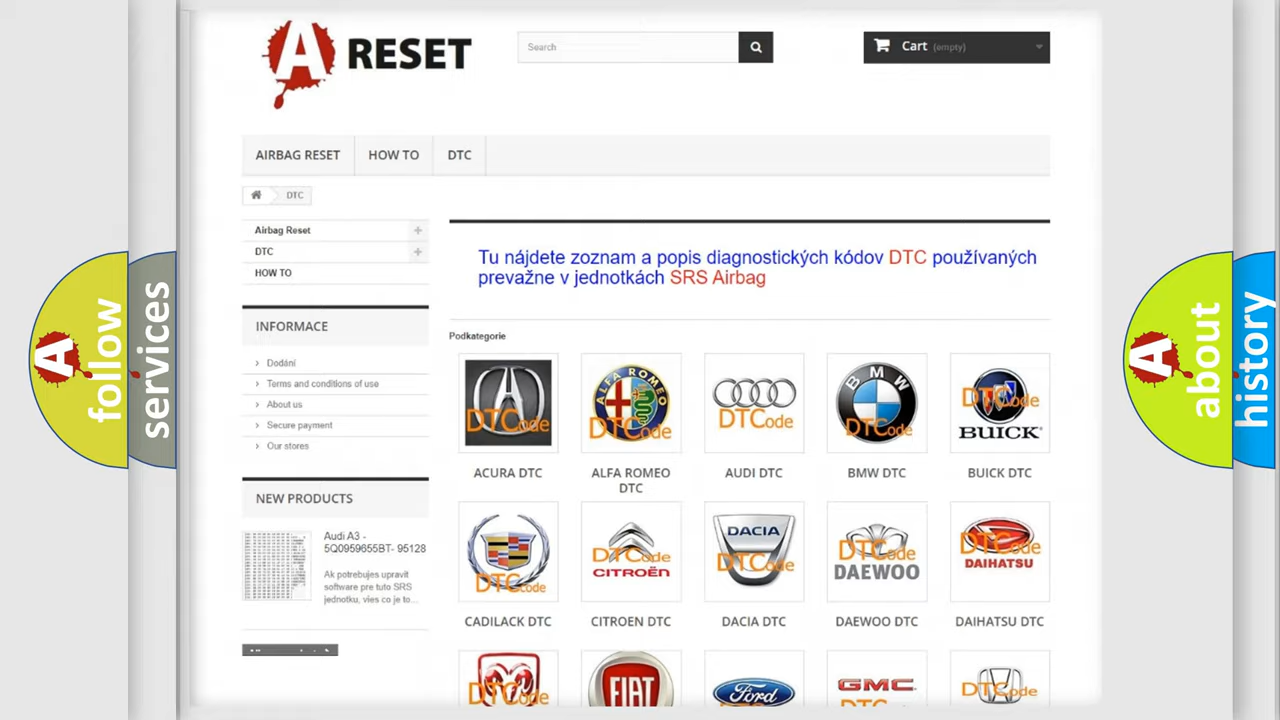 A RESET
Search
Cart (empty)
AIRBAG RESET
HOW TO
DTC
DTC
Airbag Reset
DTC
HOW TO
Tu nájdete zoznam a popis diagnostických kódov DTC používaných
prevažne v jednotkách SRS Airbag
INFORMACE
Dodání
Terms and conditions of use
About us
Secure payment
Our stores
NEW PRODUCTS
Audi A3 -
5Q0959655BT- 95128
Ak potrebujes upravit
software pre tuto SRS
jednotku, vies co je to...
Podkategorie
DTCode
ALFA ROMEO
DTCode
DTCode
BMW
DTCode
DTCode
BUICK
ACURA DTC
ALFA ROMEO
DTC
AUDI DTC
BMW DTC
BUICK DTC
DTCode
DTCode
CITROËN
DACIA
DTCode
DTCode
DAEWOO
DTCode
DAIHATSU
CADILACK DTC
CITROEN DTC
DACIA DTC
DAEWOO DTC
DAIHATSU DTC
DTCode
FIAT
Ford
GMC
DTCode
A follow
services
A about
history